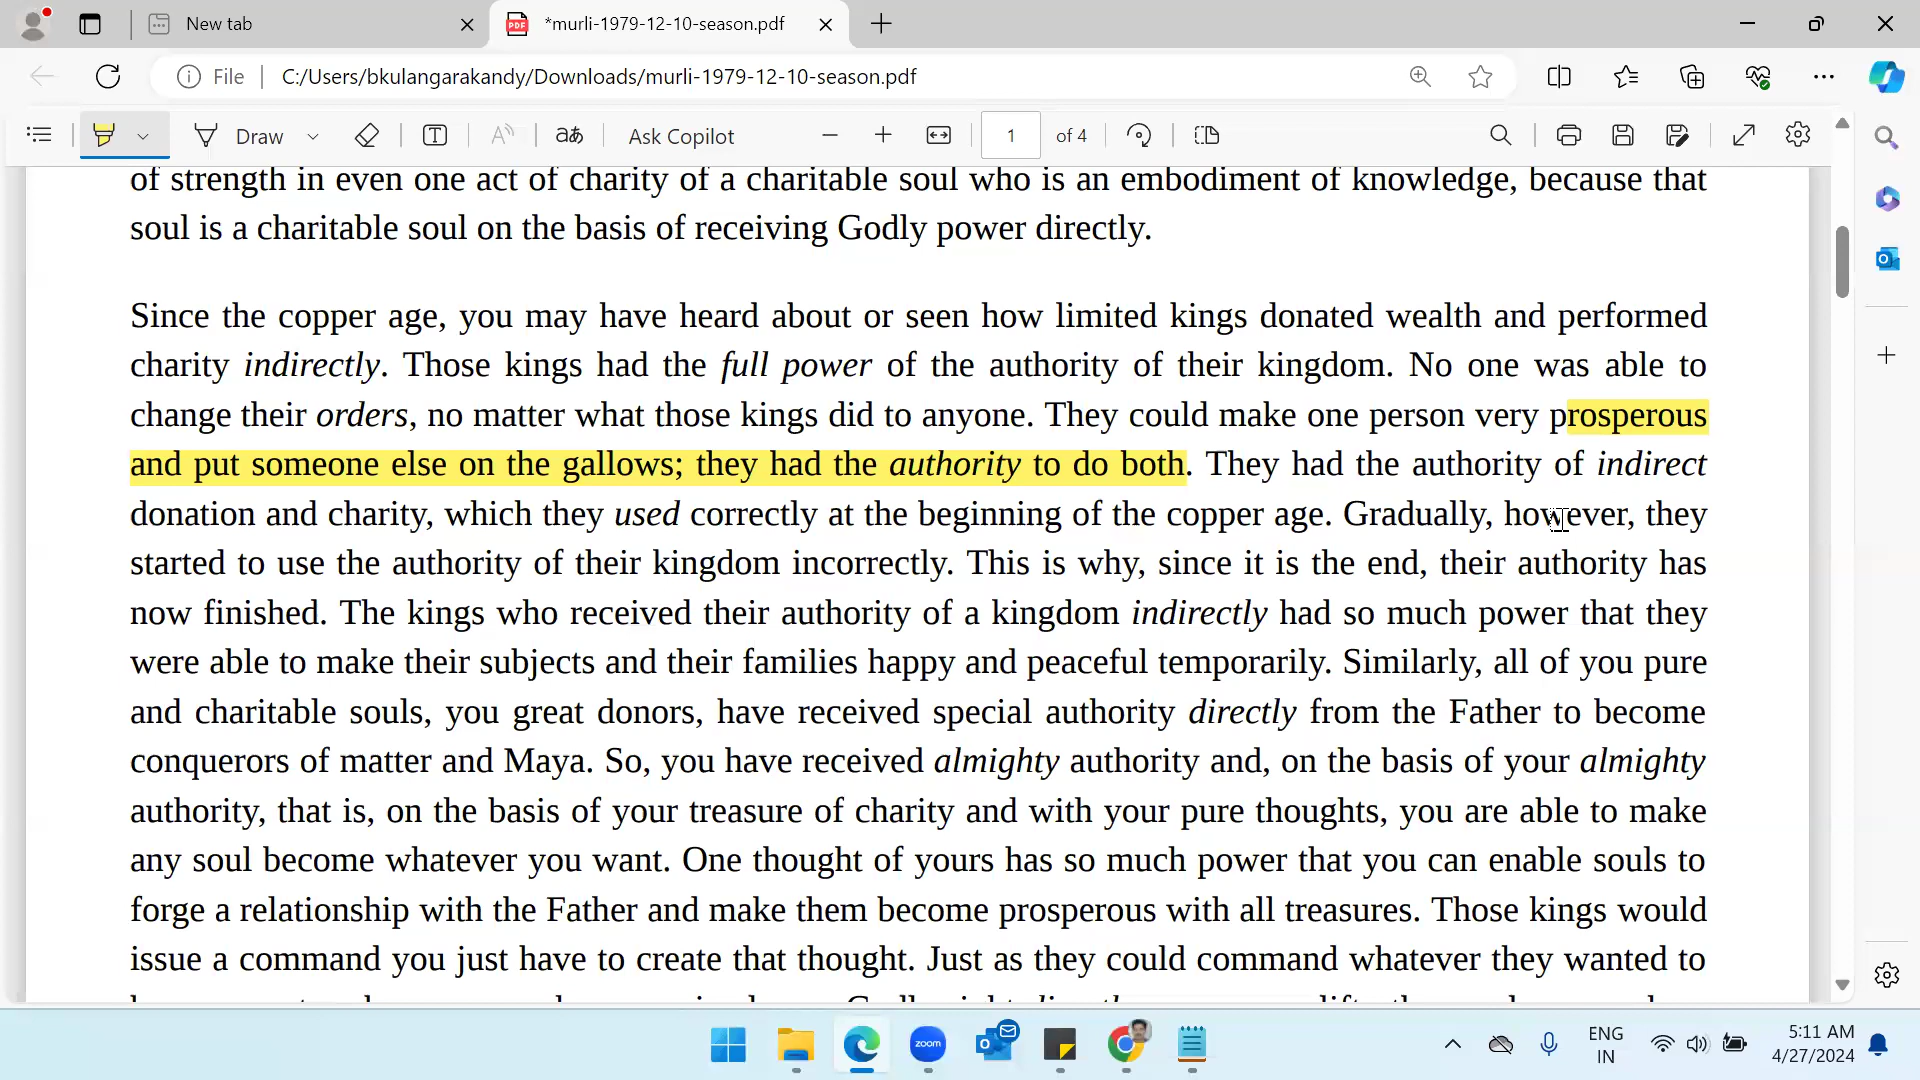 New tab
*murli-1979-12-10-season.pdf
File
C:/Users/bkulangarakandy/Downloads/murli-1979-12-10-season.pdf
Draw
Ask Copilot
1
of 4
of strength in even one act of charity of a charitable soul who is an embodiment of knowledge, because that
soul is a charitable soul on the basis of receiving Godly power directly.
Since the copper age, you may have heard about or seen how limited kings donated wealth and performed
charity indirectly. Those kings had the full power of the authority of their kingdom. No one was able to
change their orders, no matter what those kings did to anyone. They could make one person very prosperous
and put someone else on the gallows; they had the authority to do both. They had the authority of indirect
donation and charity, which they used correctly at the beginning of the copper age. Gradually, however, they
started to use the authority of their kingdom incorrectly. This is why, since it is the end, their authority has
now finished. The kings who received their authority of a kingdom indirectly had so much power that they
were able to make their subjects and their families happy and peaceful temporarily. Similarly, all of you pure
and charitable souls, you great donors, have received special authority directly from the Father to become
conquerors of matter and Maya. So, you have received almighty authority and, on the basis of your almighty
authority, that is, on the basis of your treasure of charity and with your pure thoughts, you are able to make
any soul become whatever you want. One thought of yours has so much power that you can enable souls to
forge a relationship with the Father and make them become prosperous with all treasures. Those kings would
issue a command you just have to create that thought. Just as they could command whatever they wanted to
zoom
ENG
IN
5:11 AM
4/27/2024